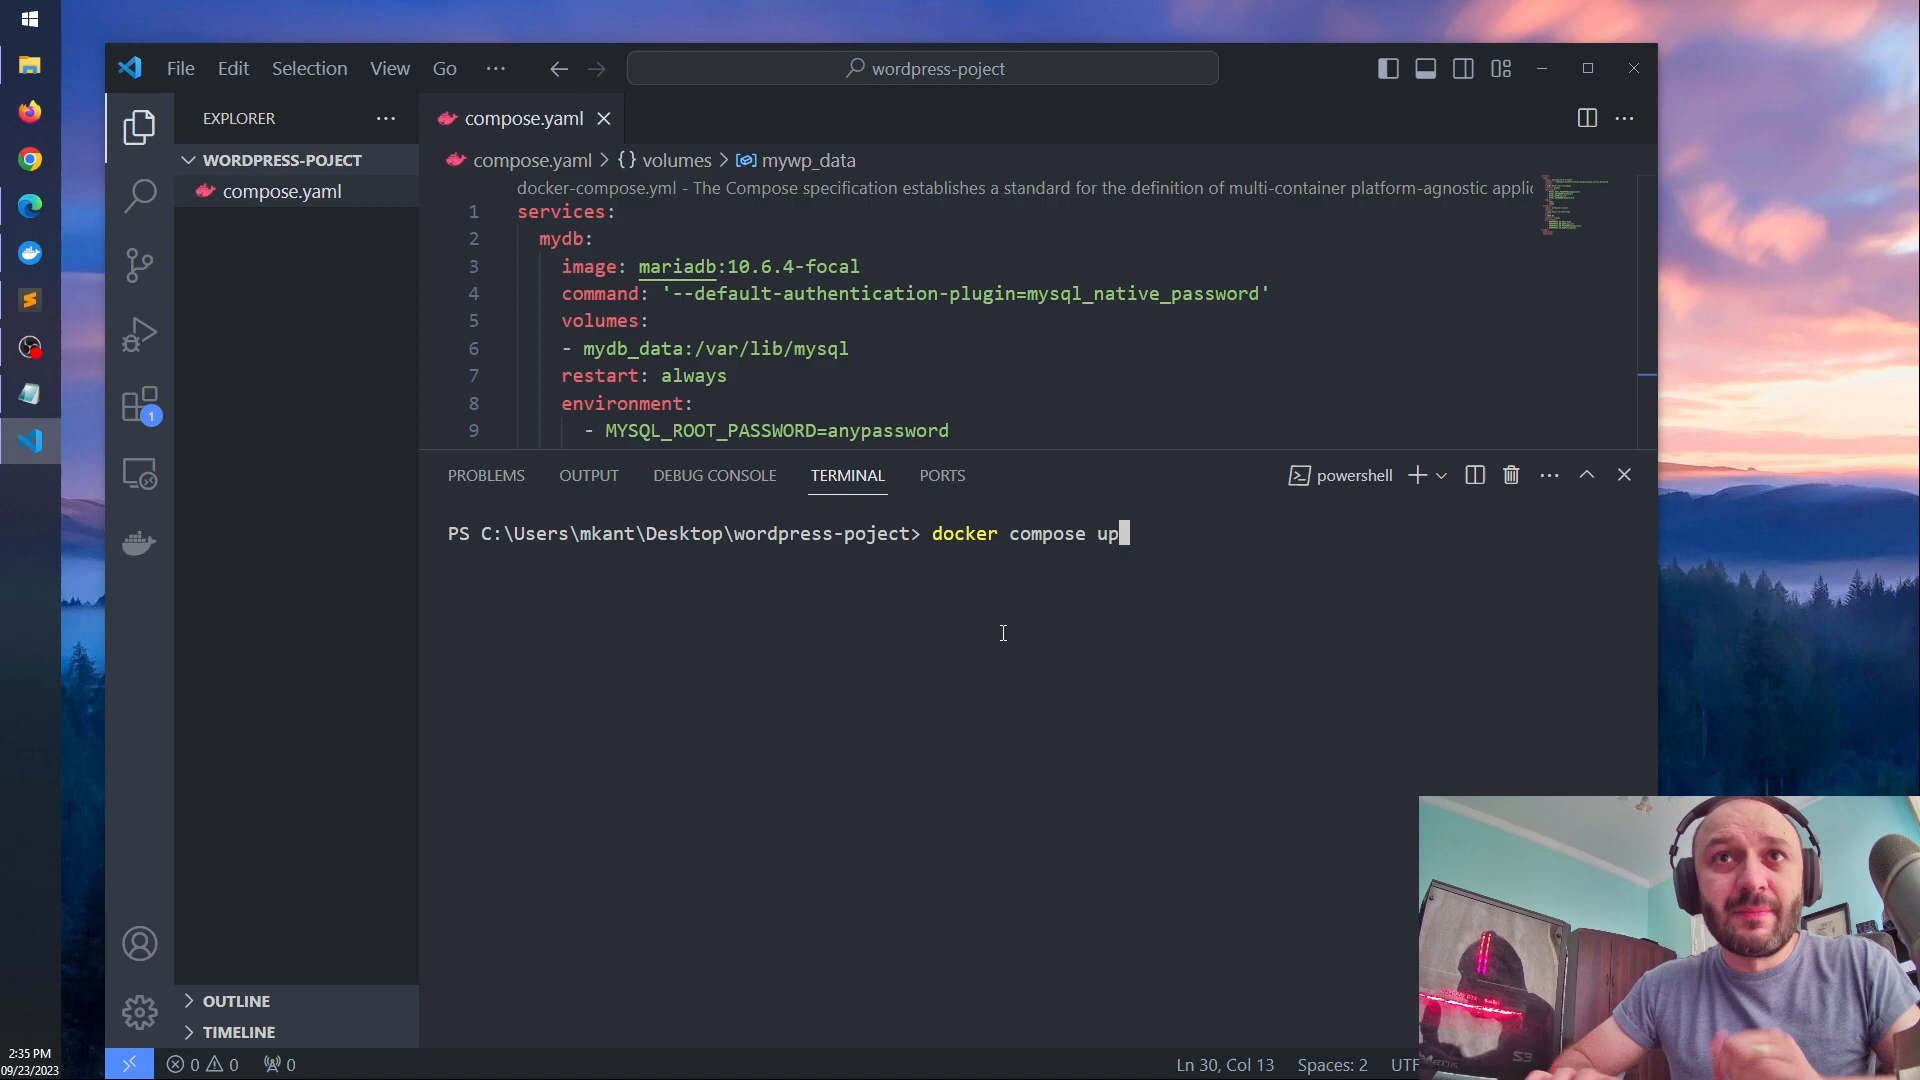 File Edit Selection View Go ··· wordpress-poject
EXPLORER ···
compose.yaml
WORDPRESS-POJECT
compose.yaml
compose.yaml > {} volumes > mywp_data
docker-compose.yml - The Compose specification establishes a standard for the definition of multi-container platform-agnostic applic
1 services:
2 mydb:
3 image: mariadb:10.6.4-focal
4 command: '--default-authentication-plugin=mysql_native_password'
5 volumes:
6 - mydb_data:/var/lib/mysql
7 restart: always
8 environment:
9 - MYSQL_ROOT_PASSWORD=anypassword
1
PROBLEMS OUTPUT DEBUG CONSOLE TERMINAL PORTS powershell
PS C:\Users\mkant\Desktop\wordpress-poject> docker compose up
OUTLINE
TIMELINE
0 0 0
Ln 30, Col 13 Spaces: 2 UTF
2:35 PM
09/23/2023
S3